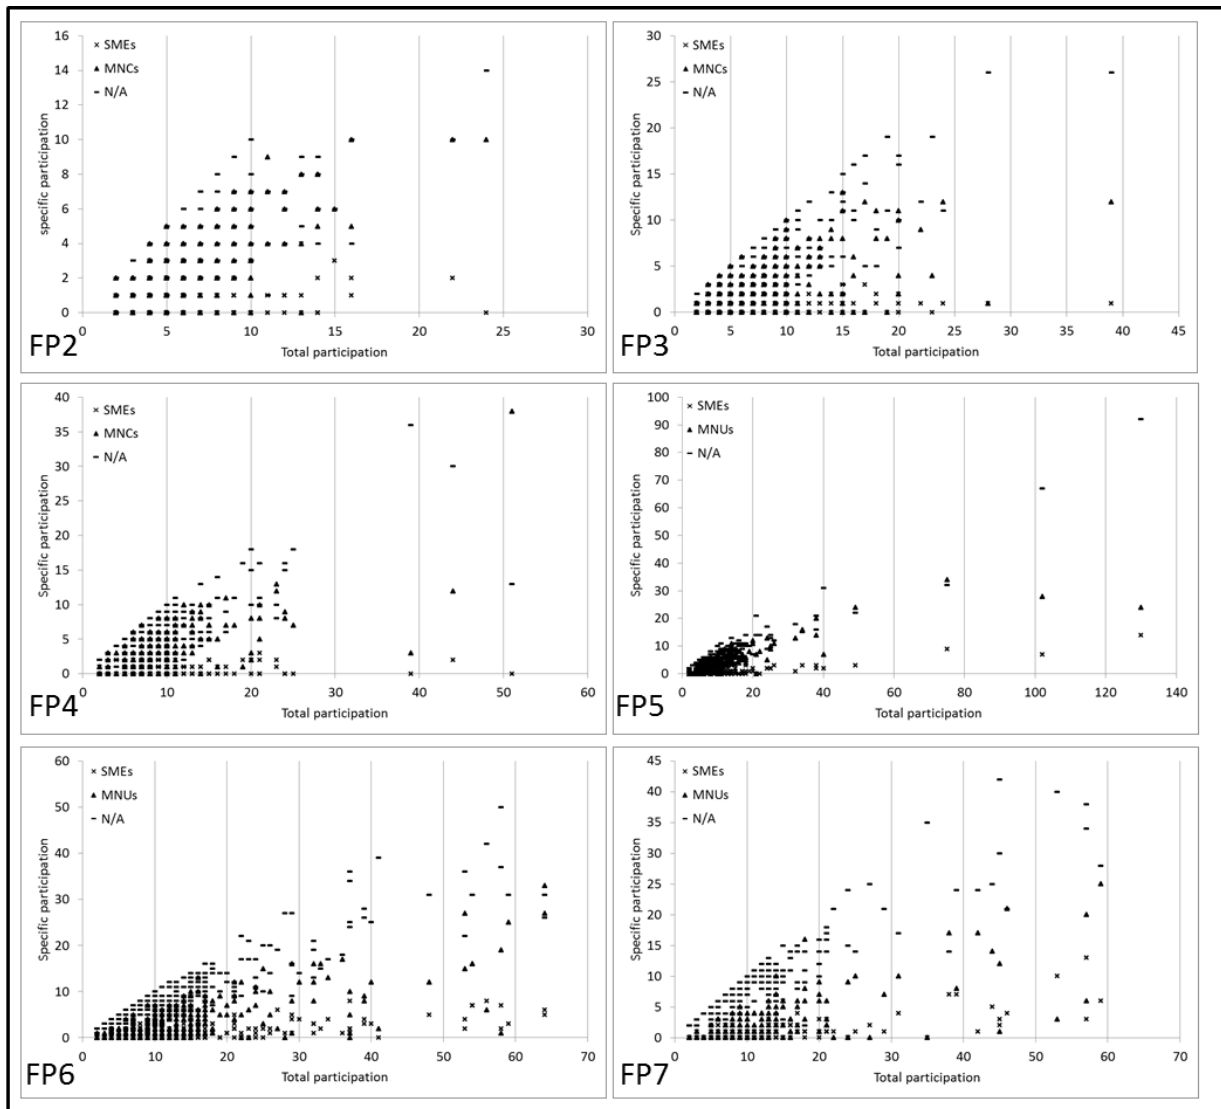 16
14
12
10
8
6
4
2
0
specific participation
× SMEs
▲ MNCs
– N/A
0 5 10 15 20 25 30
Total participation
FP2
30
25
20
15
10
5
0
Specific participation
× SMEs
▲ MNCs
– N/A
0 5 10 15 20 25 30 35 40 45
Total participation
FP3
40
35
30
25
20
15
10
5
0
Specific participation
× SMEs
▲ MNCs
– N/A
0 10 20 30 40 50 60
Total participation
FP4
100
90
80
70
60
50
40
30
20
10
0
Specific participation
× SMEs
▲ MNUs
– N/A
0 20 40 60 80 100 120 140
Total participation
FP5
60
50
40
30
20
10
0
Specific participation
× SMEs
▲ MNUs
– N/A
0 10 20 30 40 50 60 70
Total participation
FP6
45
40
35
30
25
20
15
10
5
0
Specific participation
× SMEs
▲ MNUs
– N/A
0 10 20 30 40 50 60 70
Total participation
FP7